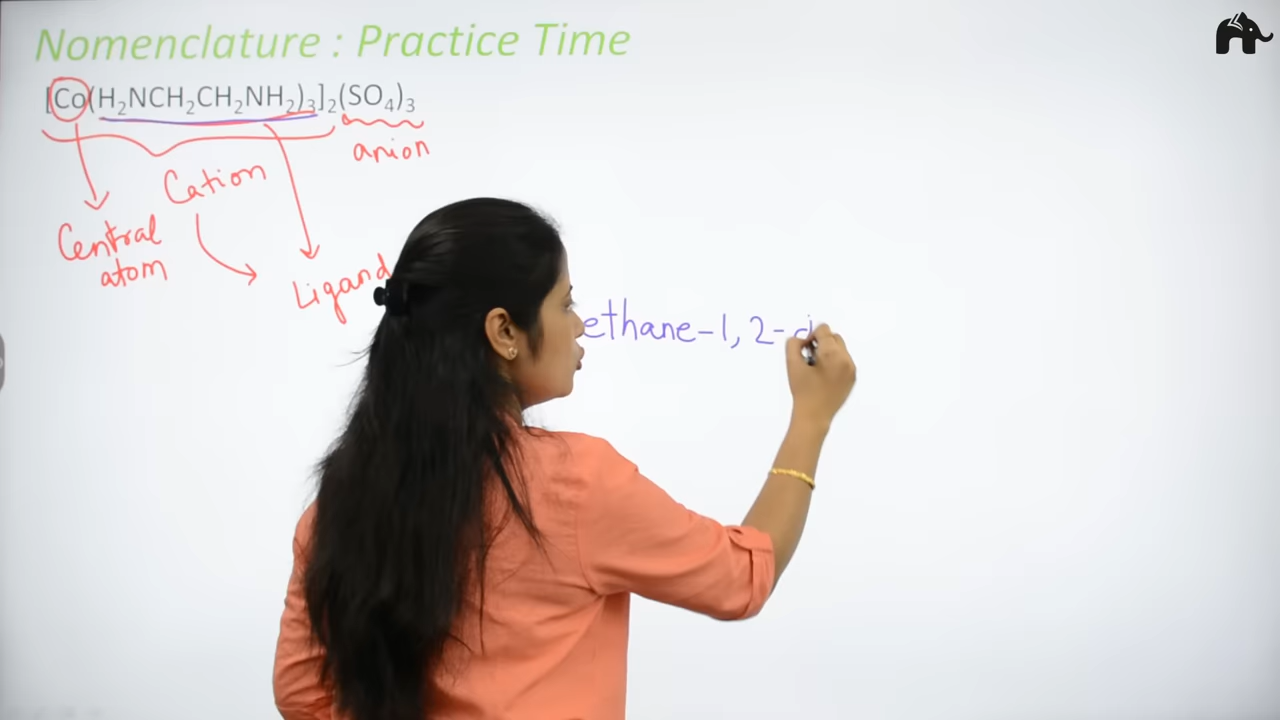 Nomenclature : Practice Time
[Co(H₂NCH₂CH₂NH₂)₃]₂(SO₄)₃
anion
Cation
Central
atom
Ligand
ethane-1, 2-